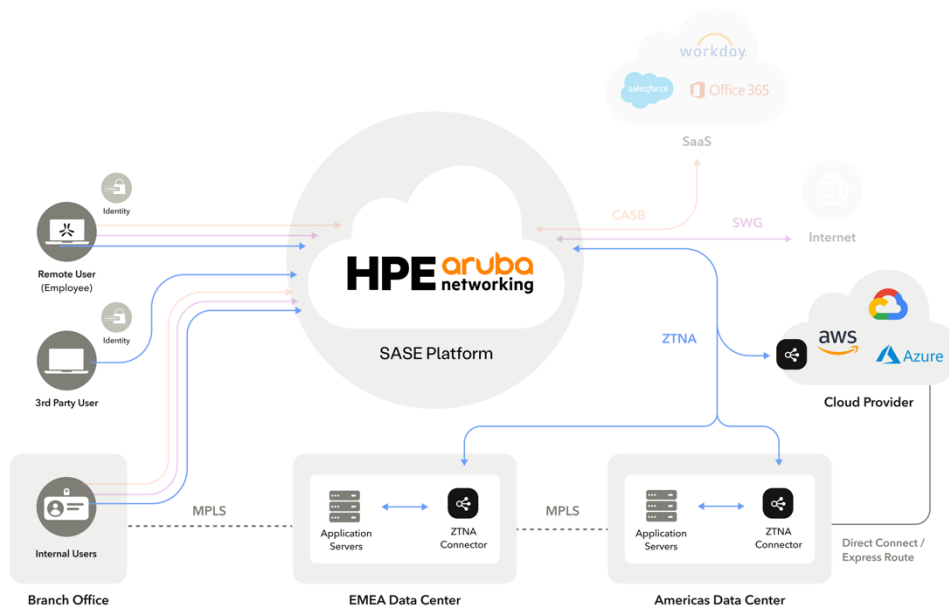 workday.
salesforce
Office 365
SaaS
Identity
CASB
SWG
Internet
Remote User
(Employee)
HPE aruba
networking
SASE Platform
Identity
ZTNA
aws
Azure
3rd Party User
Cloud Provider
MPLS
MPLS
Internal Users
Application
Servers
ZTNA
Connector
Application
Servers
ZTNA
Connector
Direct Connect /
Express Route
Branch Office
EMEA Data Center
Americas Data Center